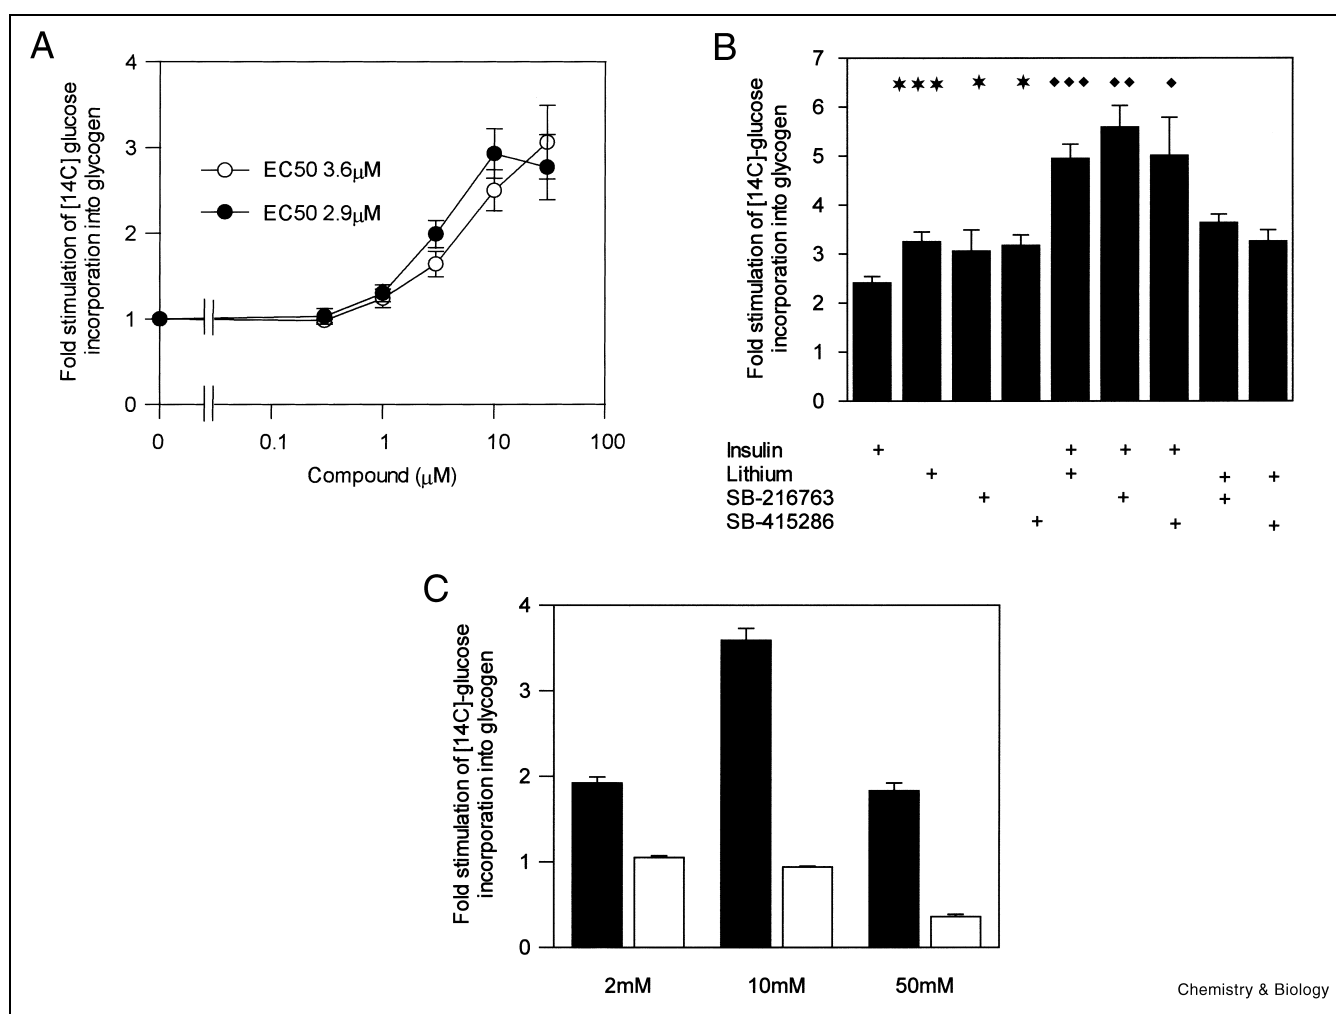 A
Fold stimulation of [14C] glucose
incorporation into glycogen
4
3
2
1
0
EC50 3.6μM
EC50 2.9μM
0 0.1 1 10 100
Compound (μM)
B
Fold stimulation of [14C]-glucose
incorporation into glycogen
7
6
5
4
3
2
1
0
Insulin + + + +
Lithium + + + +
SB-216763 + + +
SB-415286 + + +
C
Fold stimulation of [14C]-glucose
incorporation into glycogen
4
3
2
1
0
2mM 10mM 50mM
Chemistry & Biology